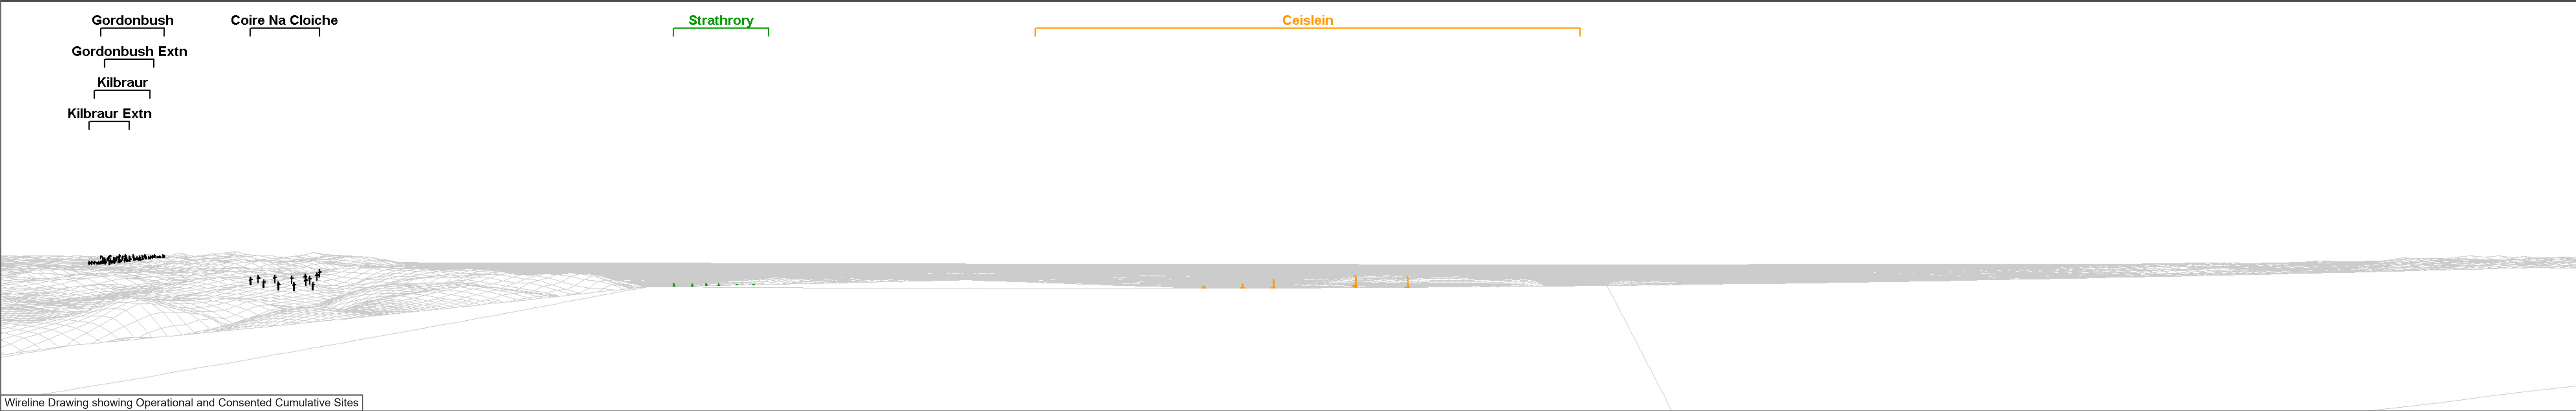 Gordonbush
Coire Na Cloiche
Strathrory
Ceislein
Gordonbush Extn
Kilbraur
Kilbraur Extn
Wireline Drawing showing Operational and Consented Cumulative Sites